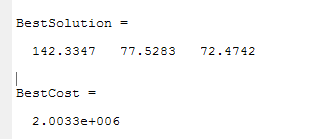 BestSolution =
142.3347 77.5283 72.4742
BestCost =
2.0033e+006